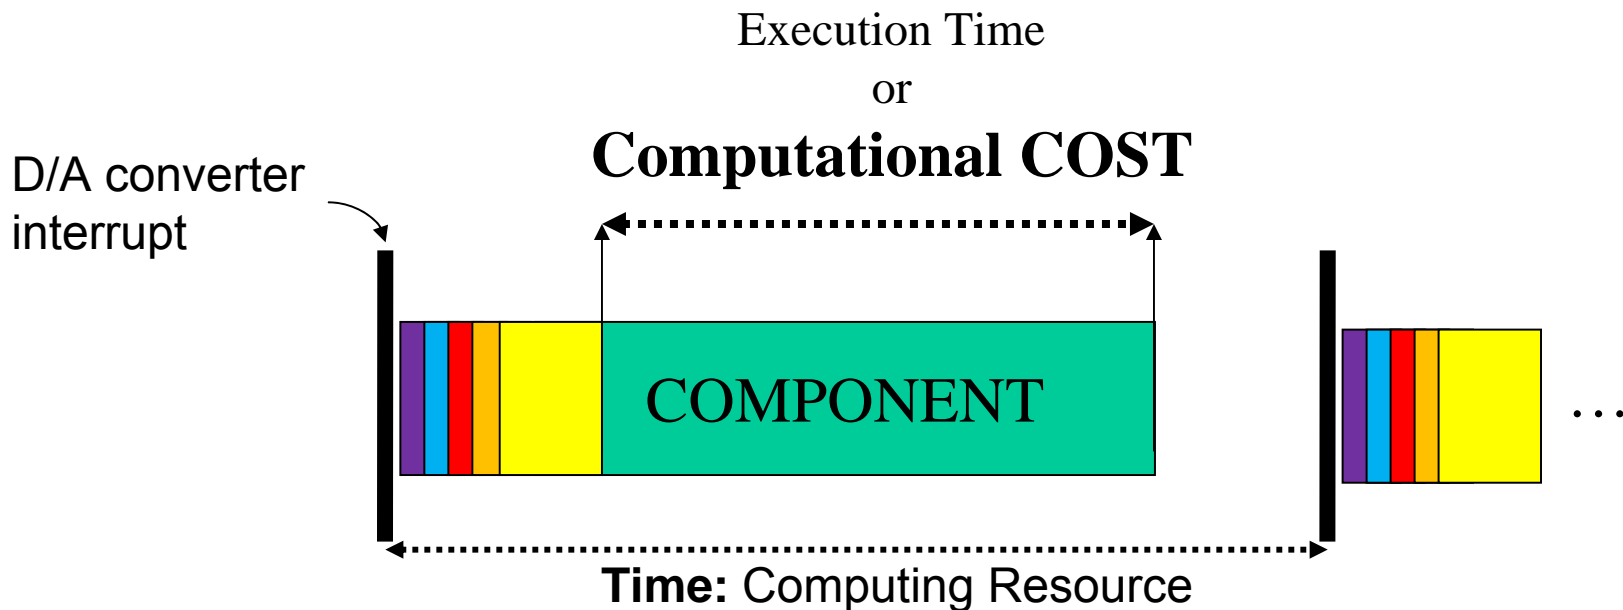 Execution Time
or
Computational COST
D/A converter
interrupt
COMPONENT
...
Time: Computing Resource